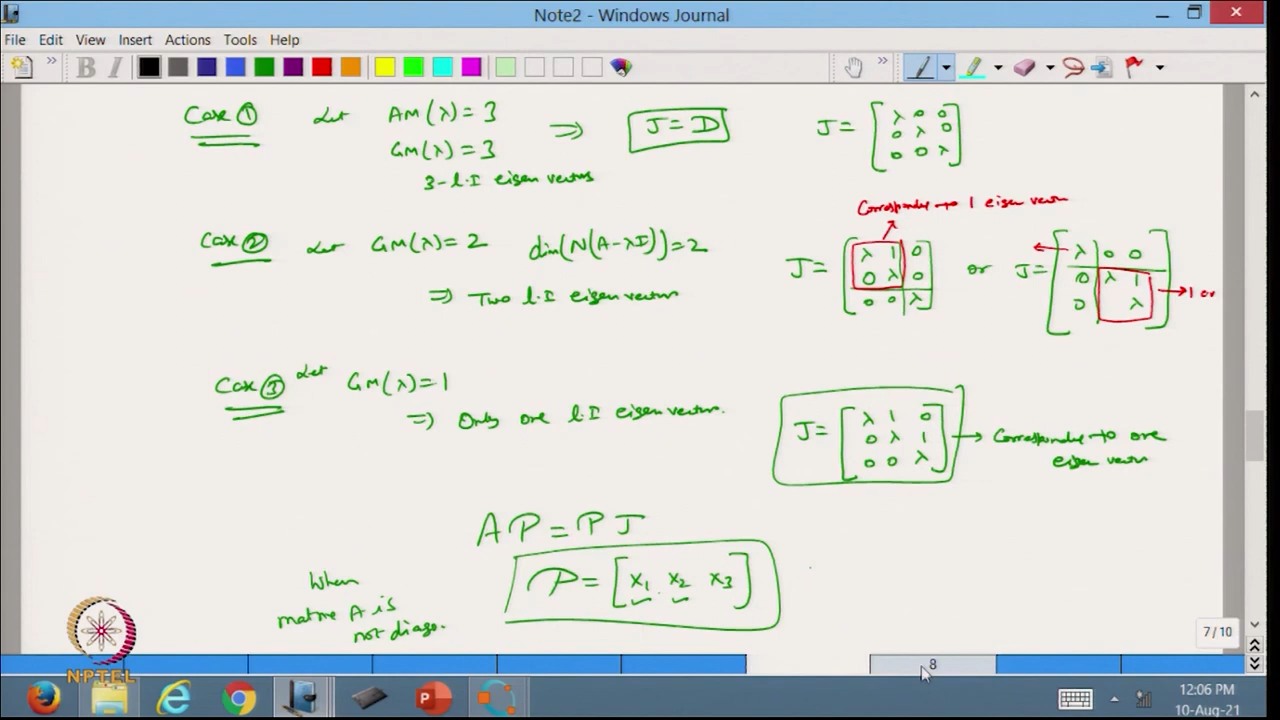 Note2 - Windows Journal
File Edit View Insert Actions Tools Help
Case ① Let AM(λ) = 3
GM(λ) = 3
3-l.I eigen vectors
⇒ J = D
J = [λ 0 0
0 λ 0
0 0 λ]
Case ② Let GM(λ) = 2 dim(N(A-λI)) = 2
⇒ Two l.I eigen vectors
Corresponds to 1 eigen vector
J = [λ 1 0
0 λ 0
0 0 λ]
or J = [λ 0 0
0 λ 1
0 λ]
→ 1 or
Case ③ Let GM(λ) = 1
⇒ Only one l.I eigen vectors.
J = [λ 1 0
0 λ 1
0 0 λ]
→ Corresponds to one
eigen vector
AP = PJ
P = [x₁ x₂ x₃]
When
matrix A is
not diago.
7 / 10
8
NPTEL
12:06 PM
10-Aug-21